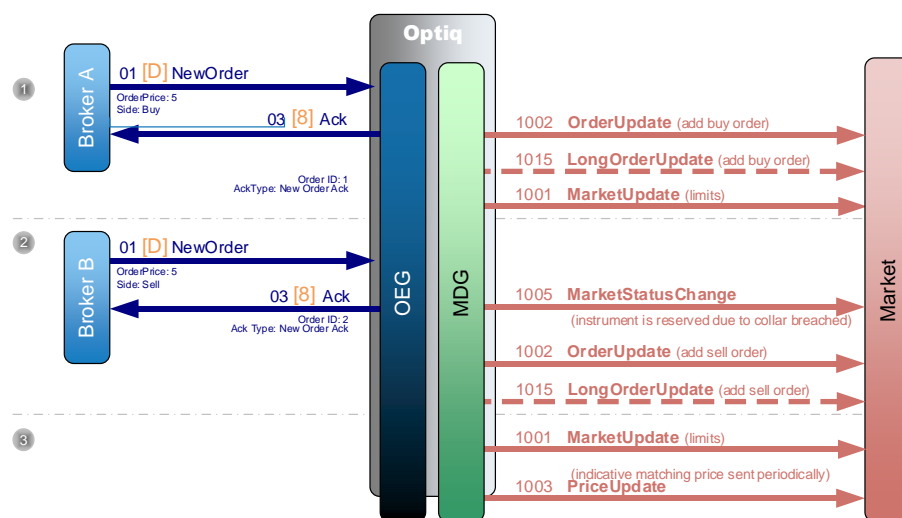 Optiq
1
Broker A
01 [D] NewOrder
OrderPrice: 5
Side: Buy
03 [8] Ack
Order ID: 1
AckType: New Order Ack
1002 OrderUpdate (add buy order)
1015 LongOrderUpdate (add buy order)
1001 MarketUpdate (limits)
2
Broker B
01 [D] NewOrder
OrderPrice: 5
Side: Sell
03 [8] Ack
Order ID: 2
Ack Type: New Order Ack
OEG
MDG
Market
1005 MarketStatusChange
(instrument is reserved due to collar breached)
1002 OrderUpdate (add sell order)
1015 LongOrderUpdate (add sell order)
3
1001 MarketUpdate (limits)
(indicative matching price sent periodically)
1003 PriceUpdate